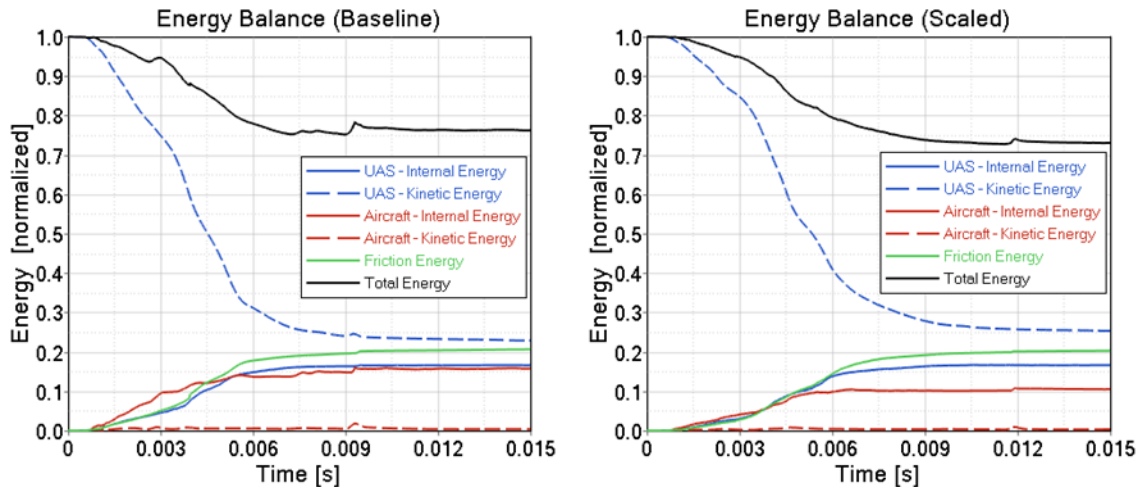 Energy Balance (Baseline)
1.0
0.9
0.8
0.7
0.6
0.5
0.4
0.3
0.2
0.1
0.0
Energy [normalized]
UAS - Internal Energy
UAS - Kinetic Energy
Aircraft - Internal Energy
Aircraft - Kinetic Energy
Friction Energy
Total Energy
0 0.003 0.006 0.009 0.012 0.015
Time [s]
Energy Balance (Scaled)
1.0
0.9
0.8
0.7
0.6
0.5
0.4
0.3
0.2
0.1
0.0
Energy [normalized]
UAS - Internal Energy
UAS - Kinetic Energy
Aircraft - Internal Energy
Aircraft - Kinetic Energy
Friction Energy
Total Energy
0 0.003 0.006 0.009 0.012 0.015
Time [s]